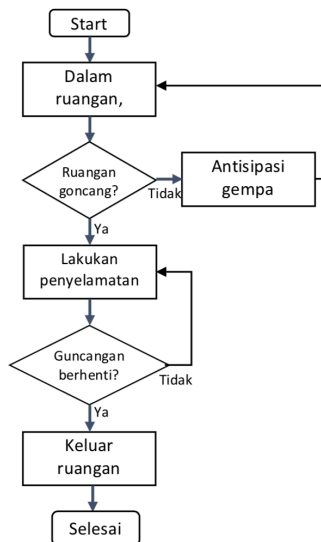 Start
Dalam
ruangan,
Ruangan
goncang?
Tidak
Antisipasi
gempa
Ya
Lakukan
penyelamatan
Guncangan
berhenti?
Tidak
Ya
Keluar
ruangan
Selesai